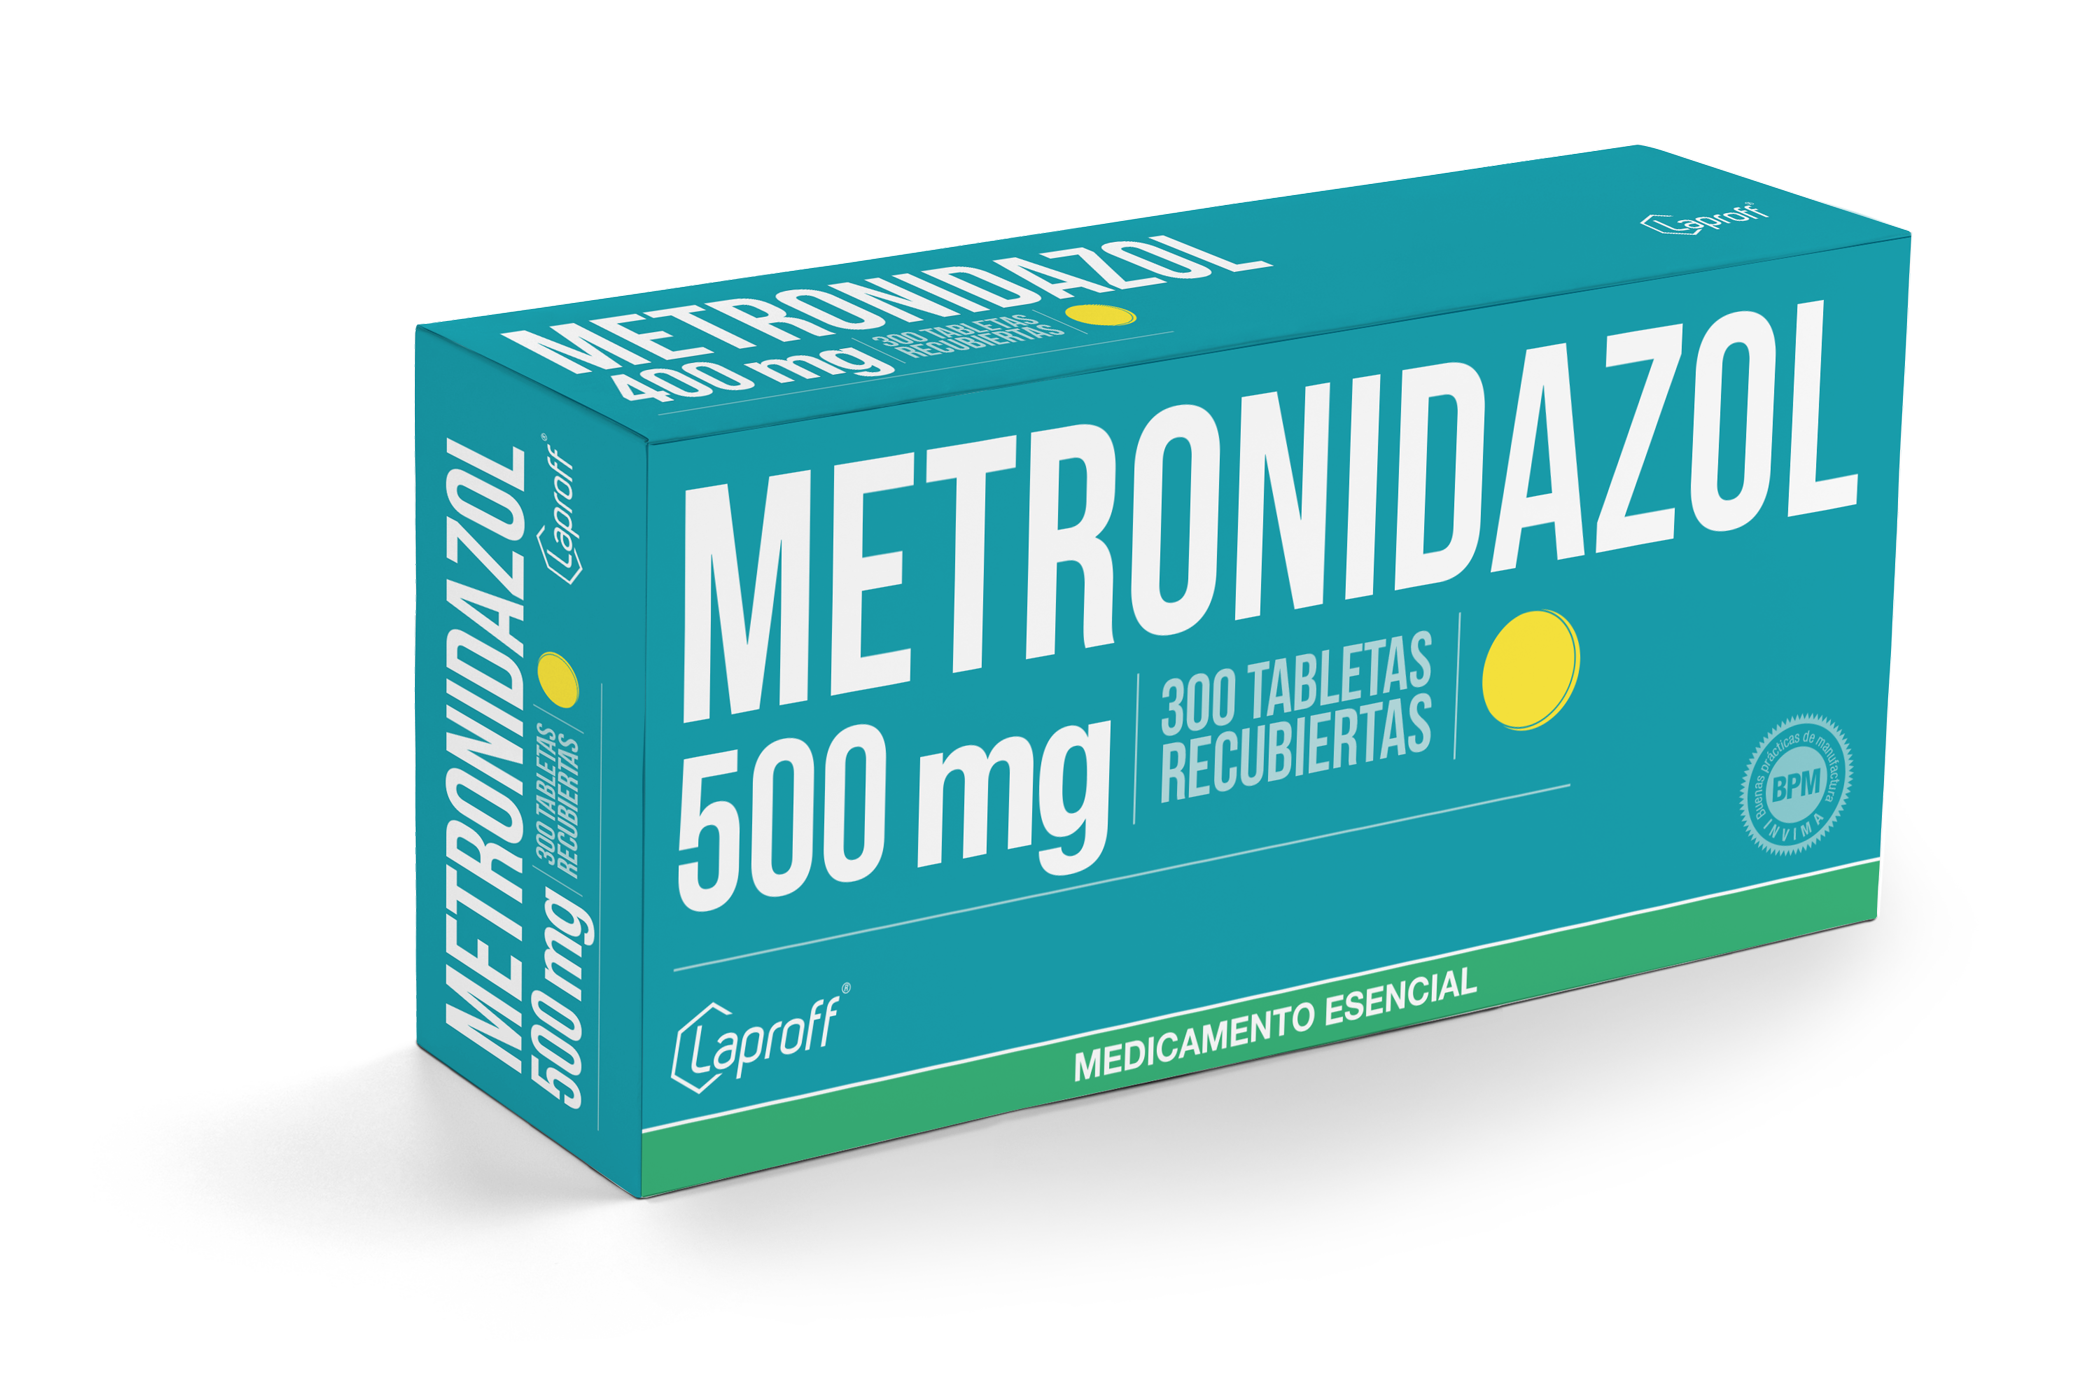 METRONIDAZOL
400 mg
300 TABLETAS
RECUBIERTAS
Laproff®
METRONIDAZOL
500 mg
300 TABLETAS
RECUBIERTAS
Laproff®
METRONIDAZOL
500 mg
300 TABLETAS
RECUBIERTAS
Buenas prácticas de manufactura
BPM
INVIMA
Laproff®
MEDICAMENTO ESENCIAL